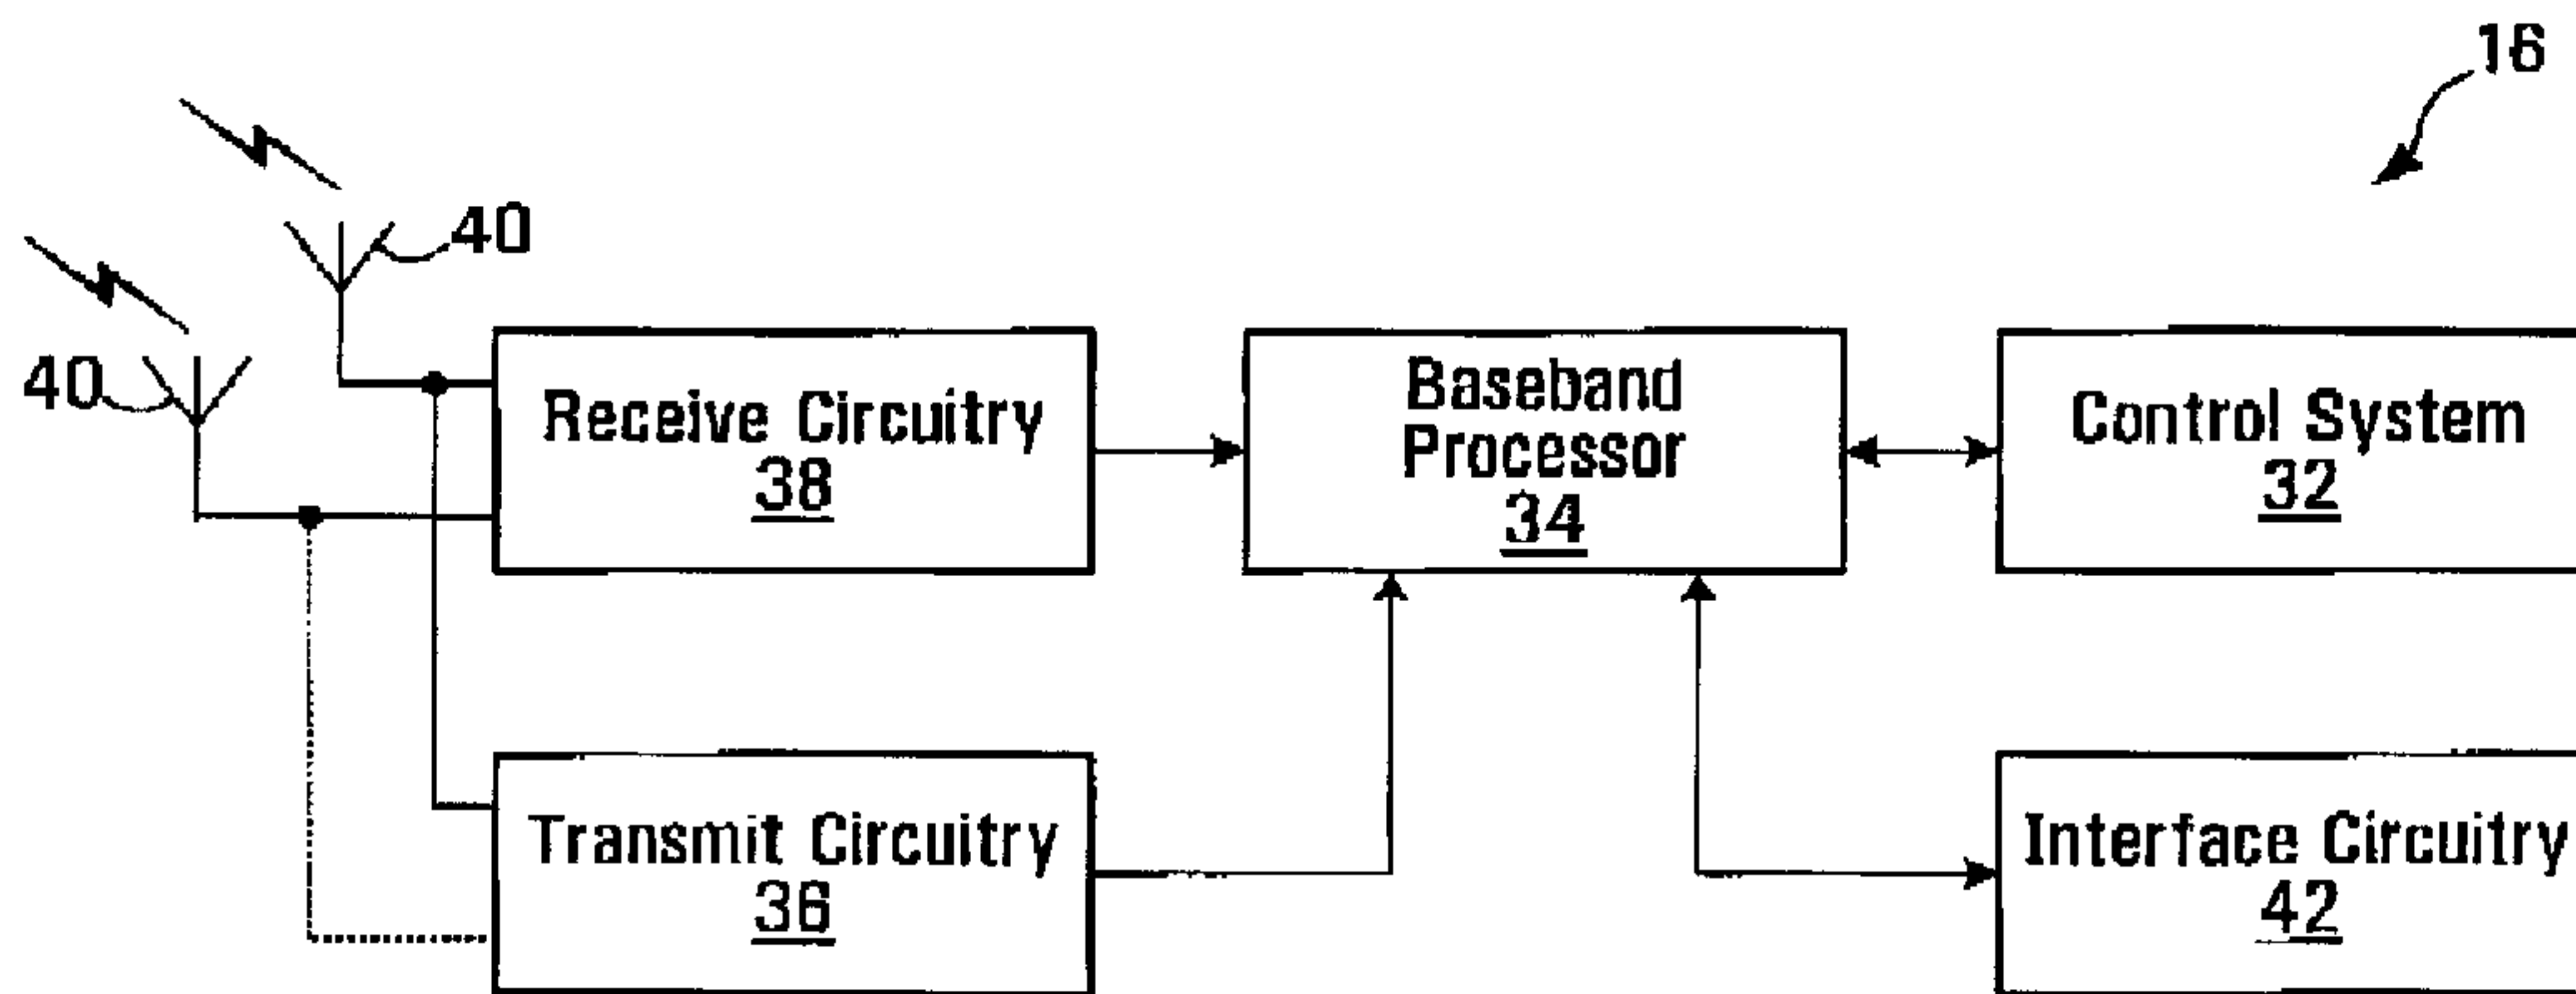 16
40
40
Receive Circuitry
38
Baseband
Processor
34
Control System
32
Transmit Circuitry
36
Interface Circuitry
42